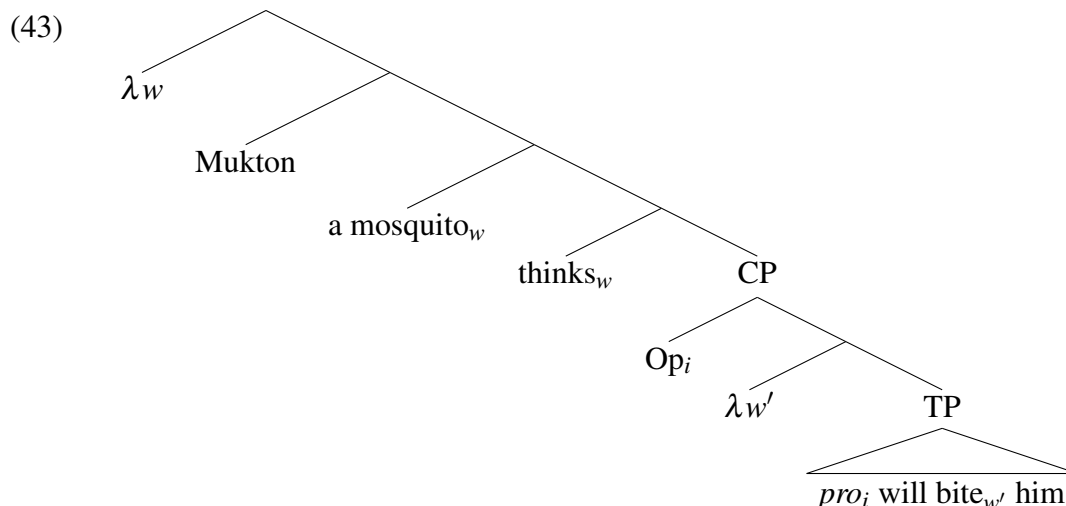 (43)
λw
Mukton
a mosquito_w
thinks_w
CP
Op_i
λw′
TP
pro_i will bite_w′ him